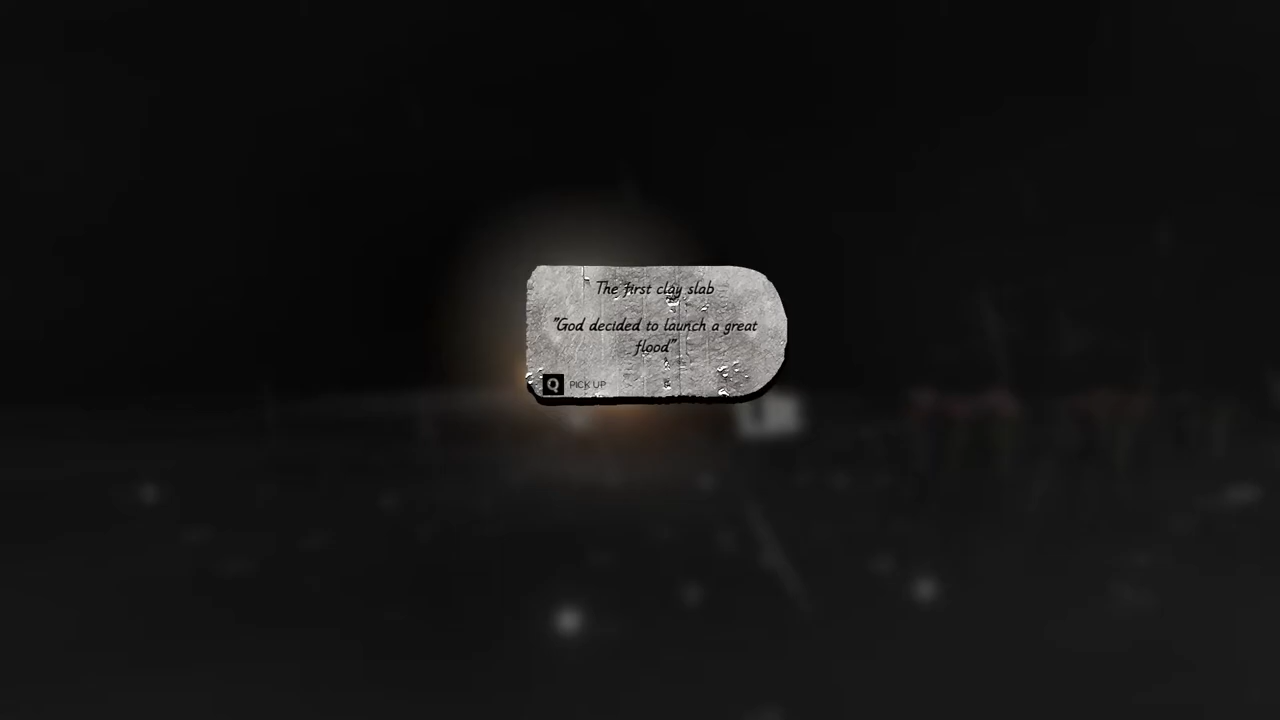 The first clay slab
"God decided to launch a great
flood"
Q PICK UP